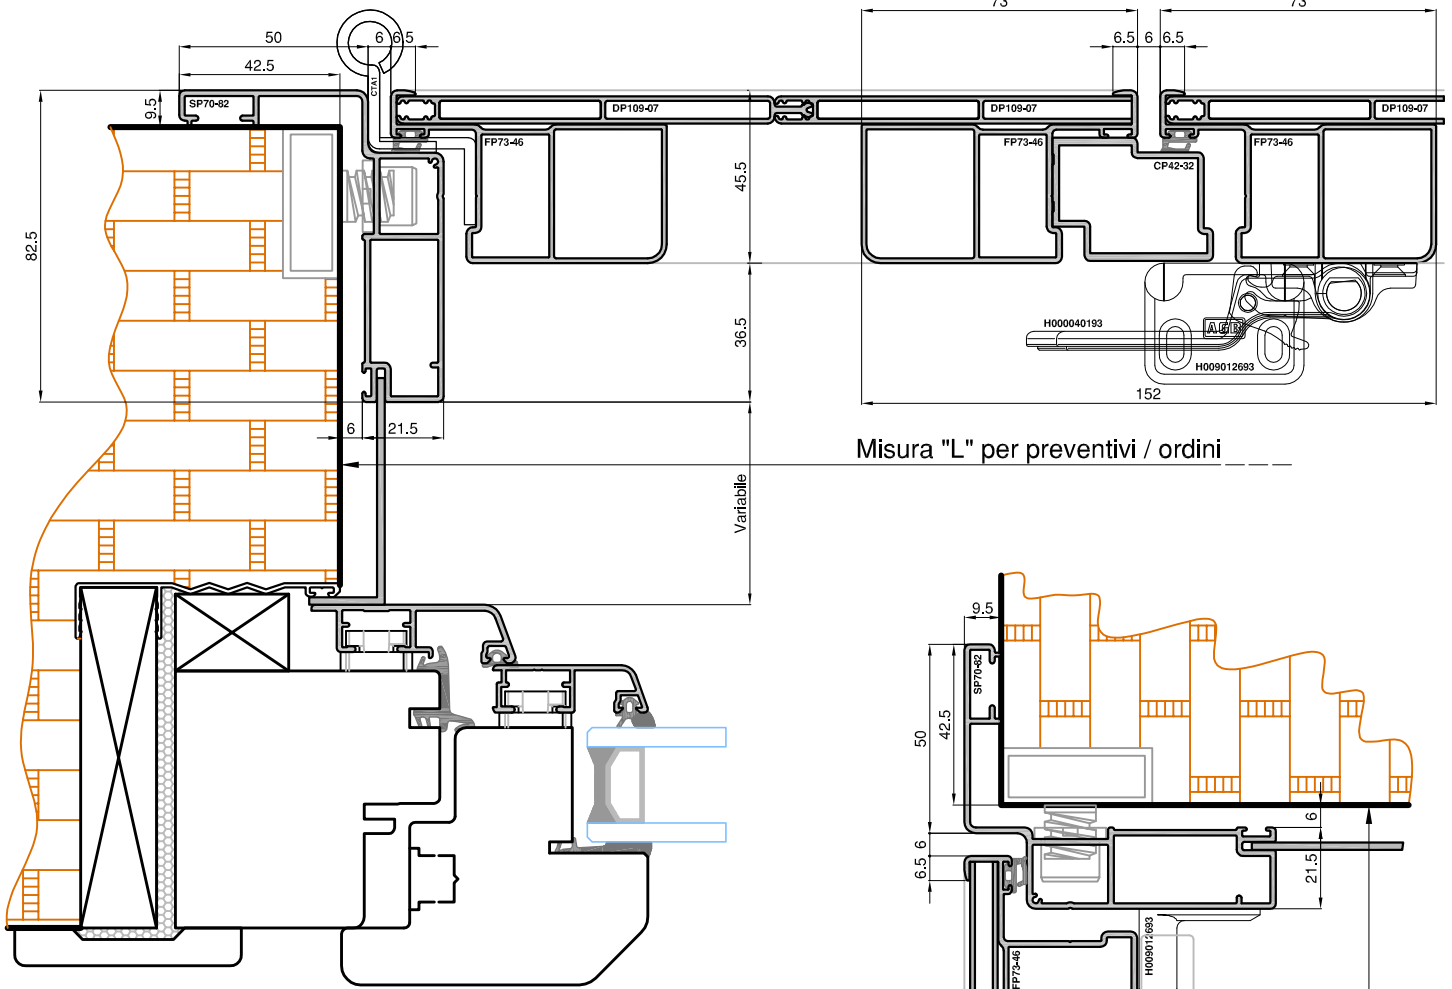 73
73
50
6
6.5
6.5
6
6.5
42.5
CTA1
9.5
SP70-82
DP109-07
DP109-07
DP109-07
FP73-46
FP73-46
CP42-32
FP73-46
45.5
82.5
36.5
H000040193
AGB
H009012693
152
6
21.5
Misura "L" per preventivi / ordini
Variabile
9.5
SP70-82
42.5
50
6
6
6.5
21.5
FP73-46
H009012693